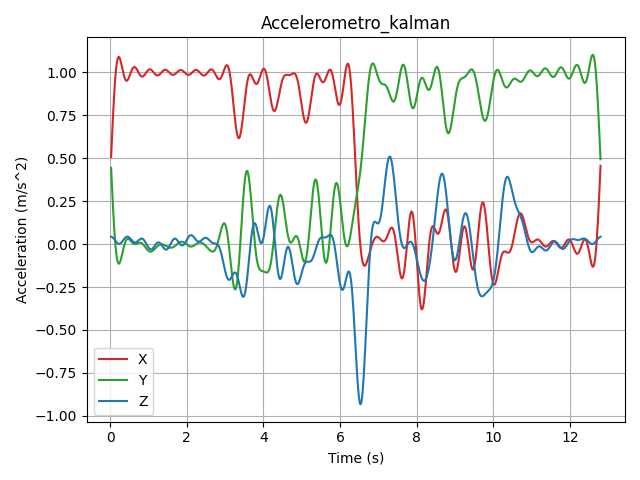 Accelerometro_kalman
Acceleration (m/s^2)
1.00
0.75
0.50
0.25
0.00
−0.25
−0.50
−0.75
−1.00
X
Y
Z
0 2 4 6 8 10 12
Time (s)